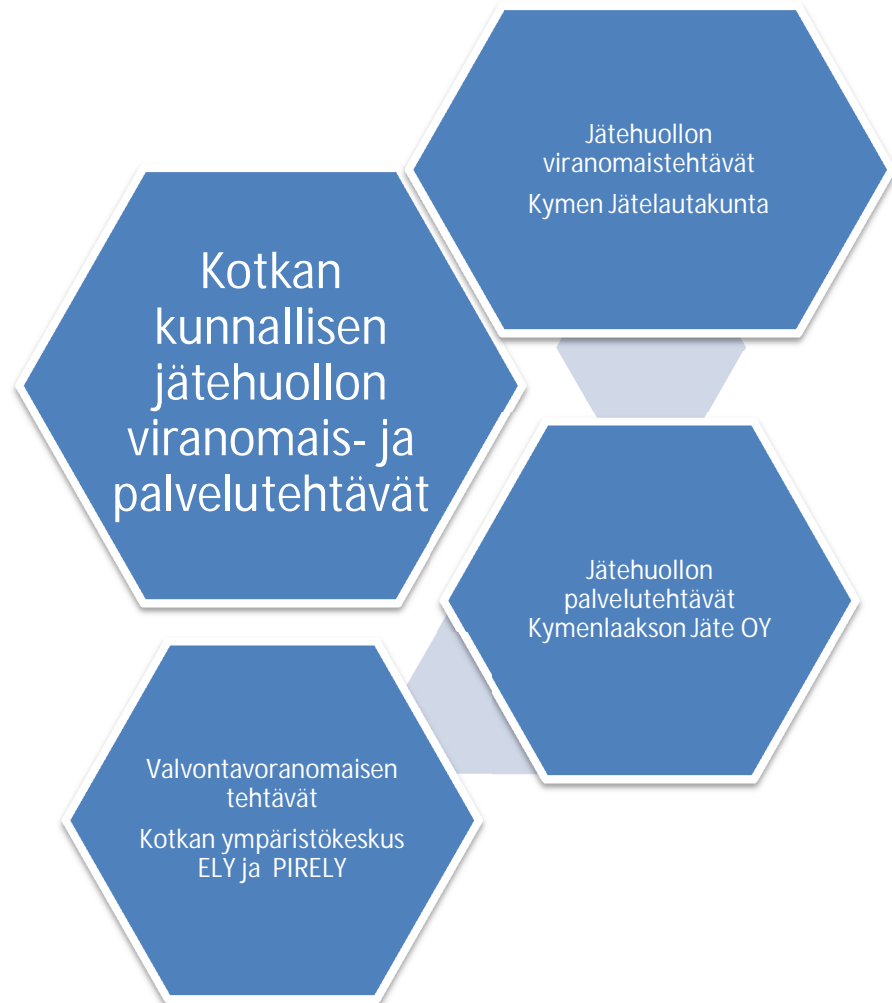 Jätehuollon
viranomaistehtävät
Kymen Jätelautakunta
Kotkan
kunnallisen
jätehuollon
viranomais- ja
palvelutehtävät
Jätehuollon
palvelutehtävät
Kymenlaakson Jäte OY
Valvontavoranomaisen
tehtävät
Kotkan ympäristökeskus
ELY ja PIRELY